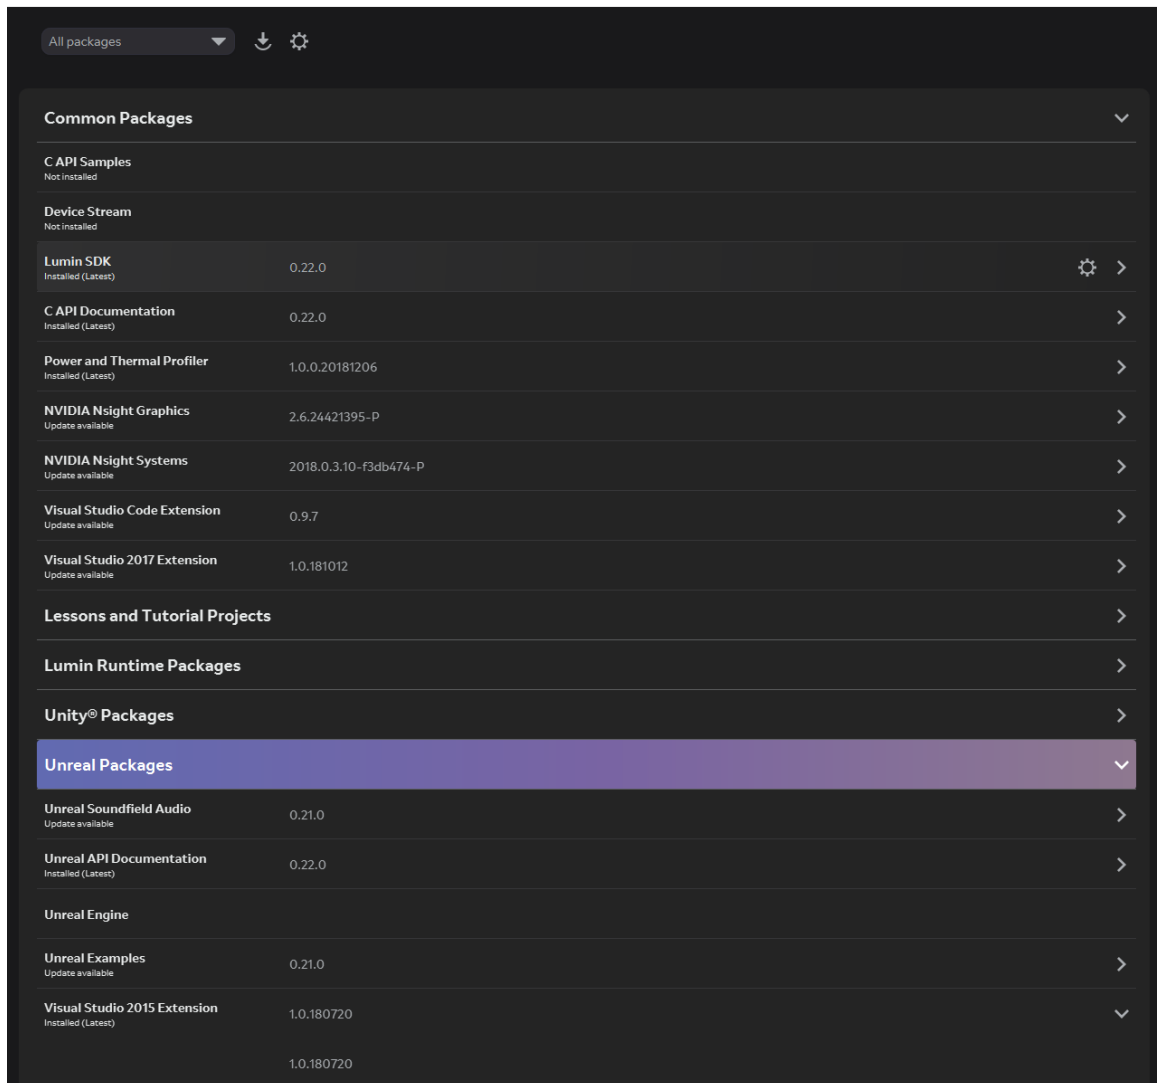 All packages
Common Packages
C API Samples
Not installed
Device Stream
Not installed
Lumin SDK
Installed (Latest)
0.22.0
C API Documentation
Installed (Latest)
0.22.0
Power and Thermal Profiler
Installed (Latest)
1.0.0.20181206
NVIDIA Nsight Graphics
Update available
2.6.24421395-P
NVIDIA Nsight Systems
Update available
2018.0.3.10-f3db474-P
Visual Studio Code Extension
Update available
0.9.7
Visual Studio 2017 Extension
Update available
1.0.181012
Lessons and Tutorial Projects
Lumin Runtime Packages
Unity® Packages
Unreal Packages
Unreal Soundfield Audio
Update available
0.21.0
Unreal API Documentation
Installed (Latest)
0.22.0
Unreal Engine
Unreal Examples
Update available
0.21.0
Visual Studio 2015 Extension
Installed (Latest)
1.0.180720
1.0.180720